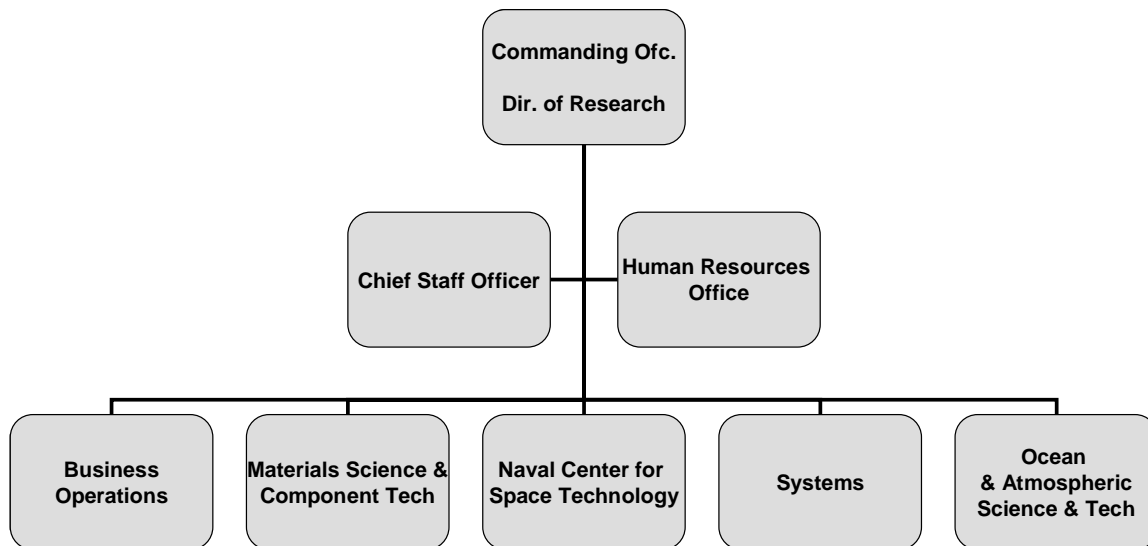 Commanding Ofc.
Dir. of Research
Chief Staff Officer
Human Resources
Office
Business
Operations
Materials Science &
Component Tech
Naval Center for
Space Technology
Systems
Ocean
& Atmospheric
Science & Tech